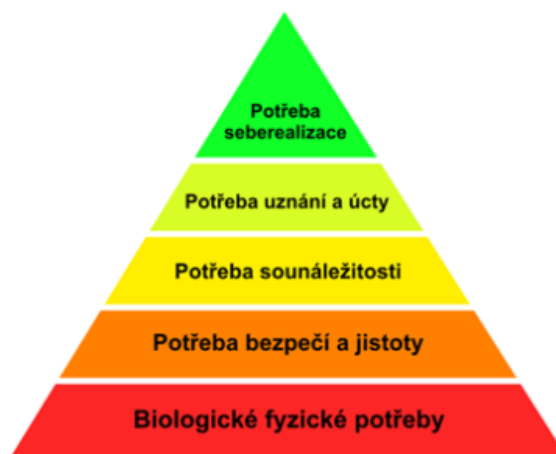 Potřeba
seberealizace
Potřeba uznání a úcty
Potřeba sounáležitosti
Potřeba bezpečí a jistoty
Biologické fyzické potřeby